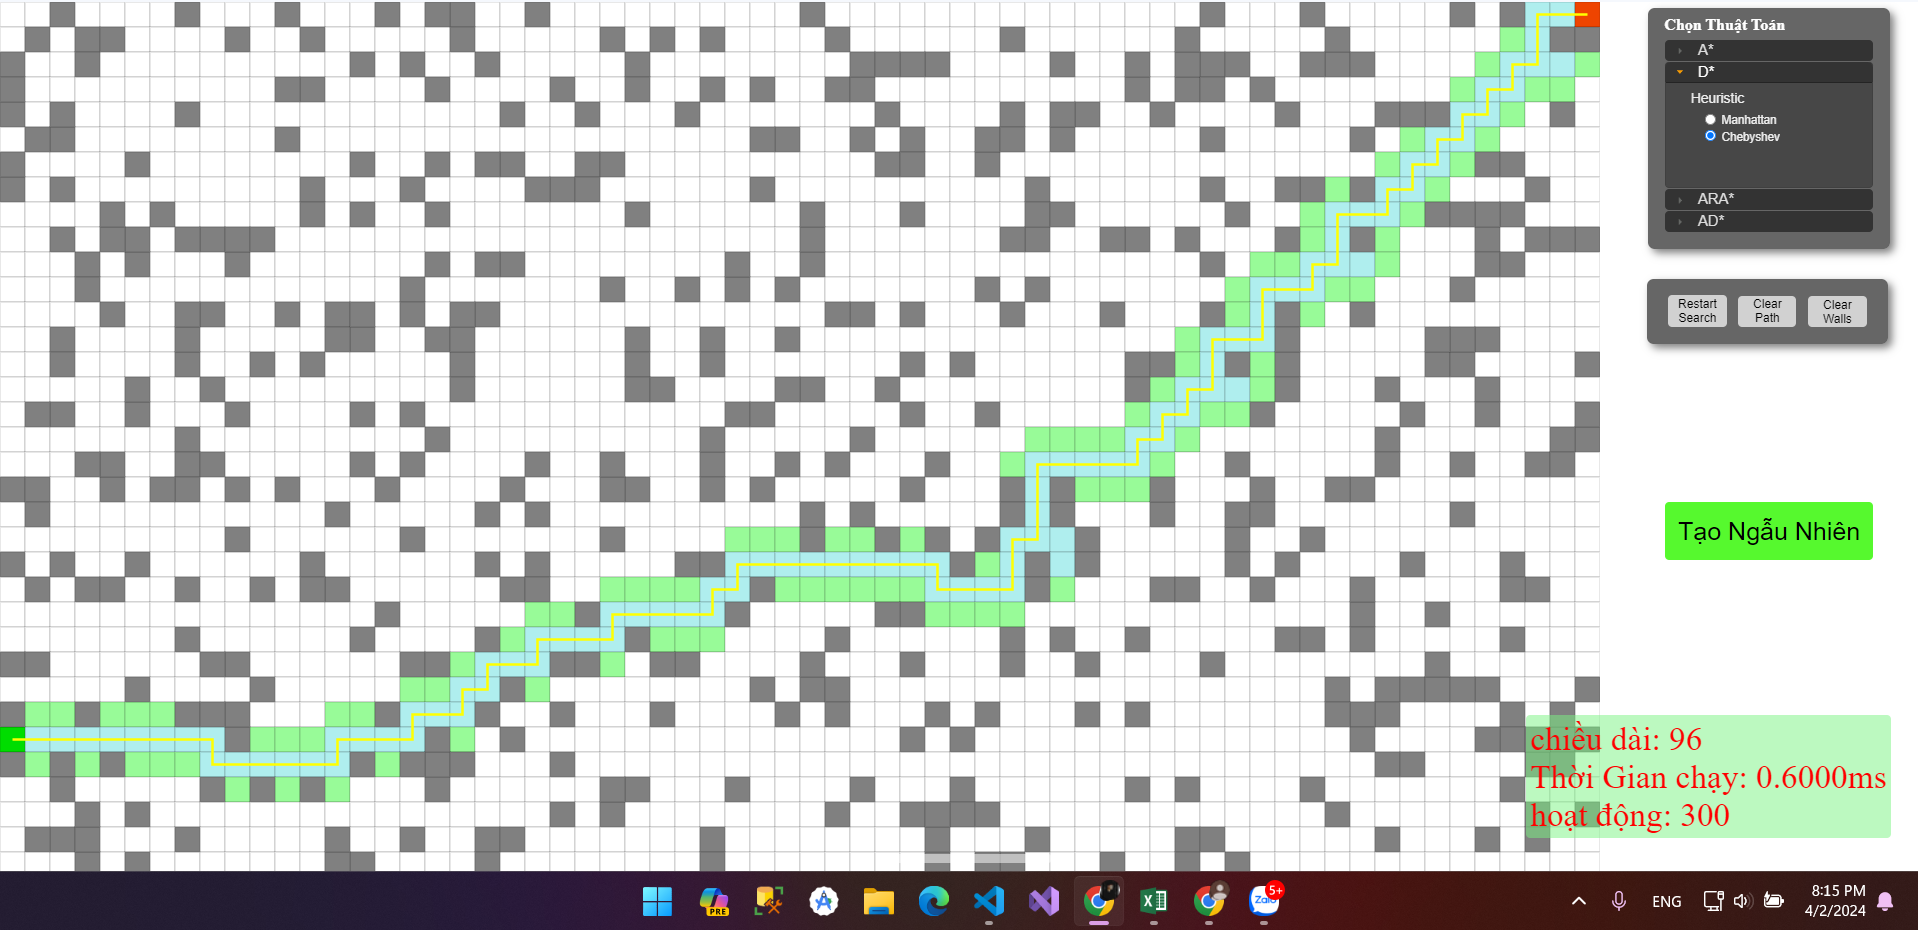 Chọn Thuật Toán
A*
D*
Heuristic
Manhattan
Chebyshev
ARA*
AD*
Restart
Search
Clear
Path
Clear
Walls
Tạo Ngẫu Nhiên
chiều dài: 96
Thời Gian chạy: 0.6000ms
hoạt động: 300
PRE
Zalo
5+
ENG
8:15 PM
4/2/2024